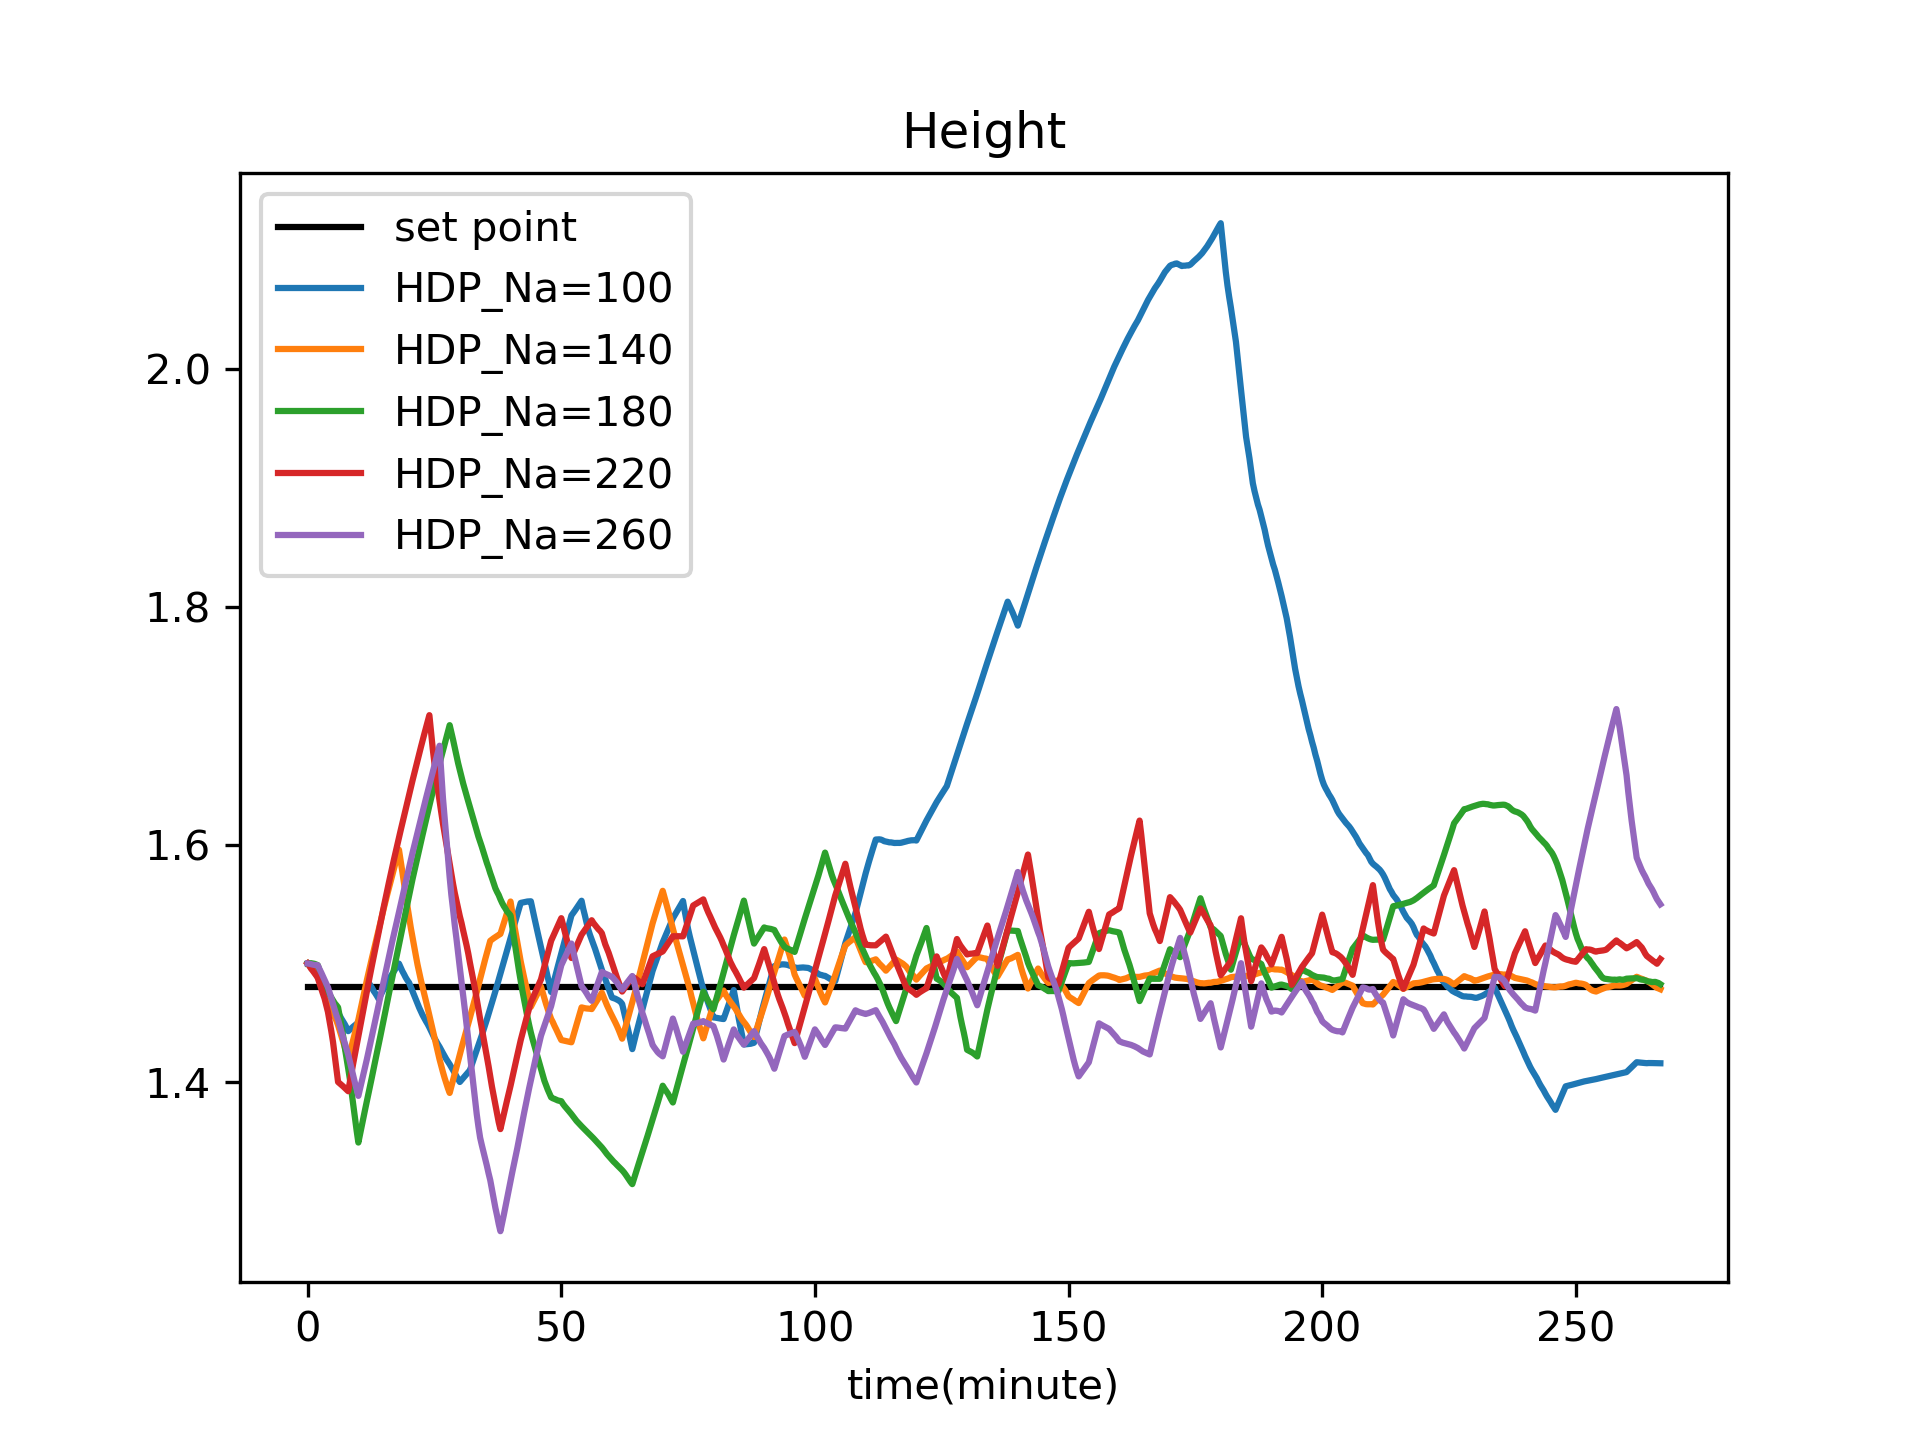 Height
set point
HDP_Na=100
HDP_Na=140
HDP_Na=180
HDP_Na=220
HDP_Na=260
2.0
1.8
1.6
1.4
0 50 100 150 200 250
time(minute)